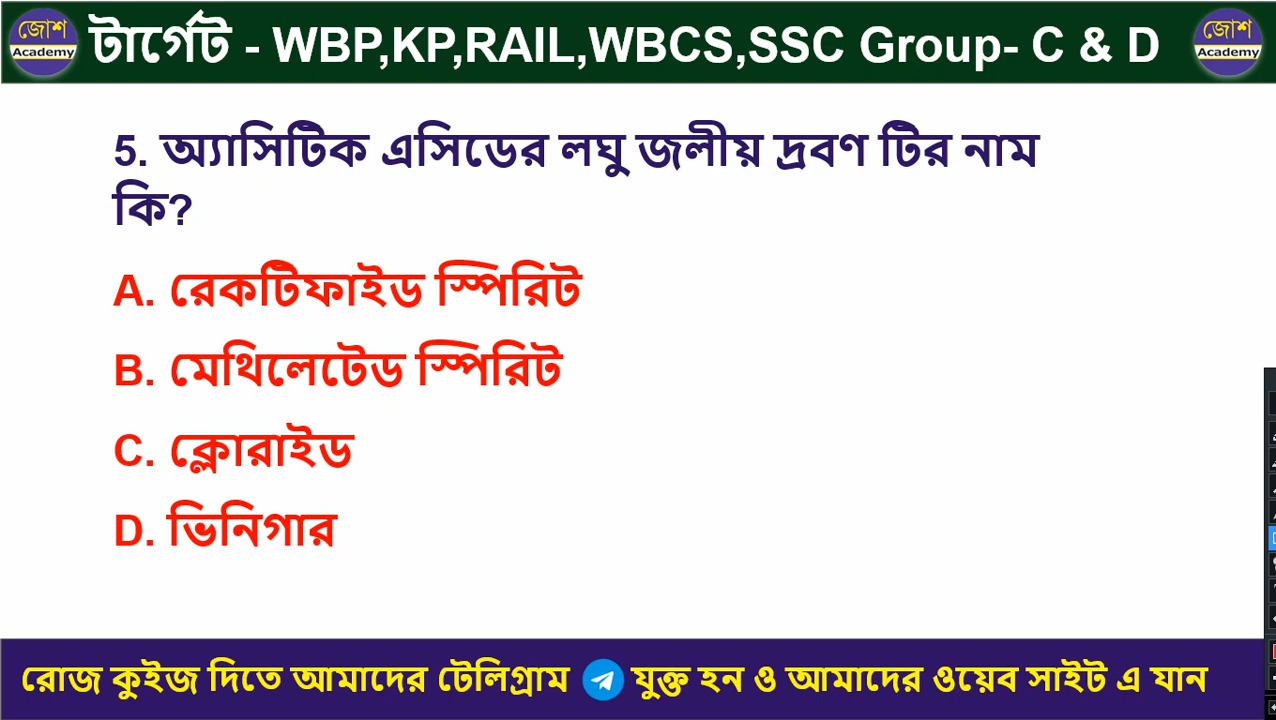 জোশ
Academy
টার্গেট - WBP,KP,RAIL,WBCS,SSC Group- C & D
জোশ
Academy
5. অ্যাসিটিক এসিডের লঘু জলীয় দ্রবণ টির নাম
কি?
A. রেকটিফাইড স্পিরিট
B. মেথিলেটেড স্পিরিট
C. ক্লোরাইড
D. ভিনিগার
রোজ কুইজ দিতে আমাদের টেলিগ্রাম যুক্ত হন ও আমাদের ওয়েব সাইট এ যান